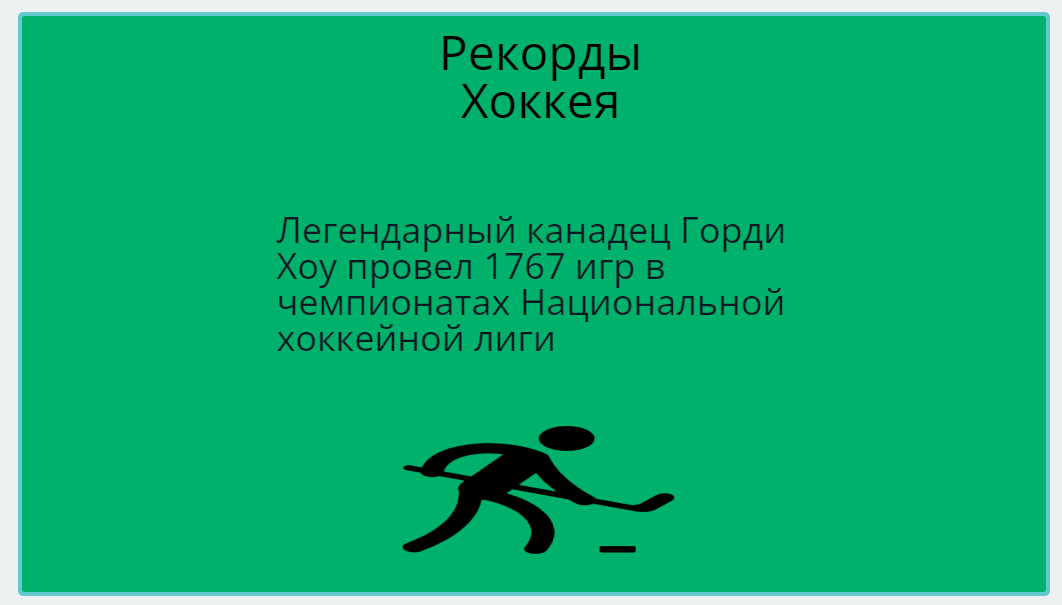 Рекорды
Хоккея
Легендарный канадец Горди
Хоу провел 1767 игр в
чемпионатах Национальной
хоккейной лиги